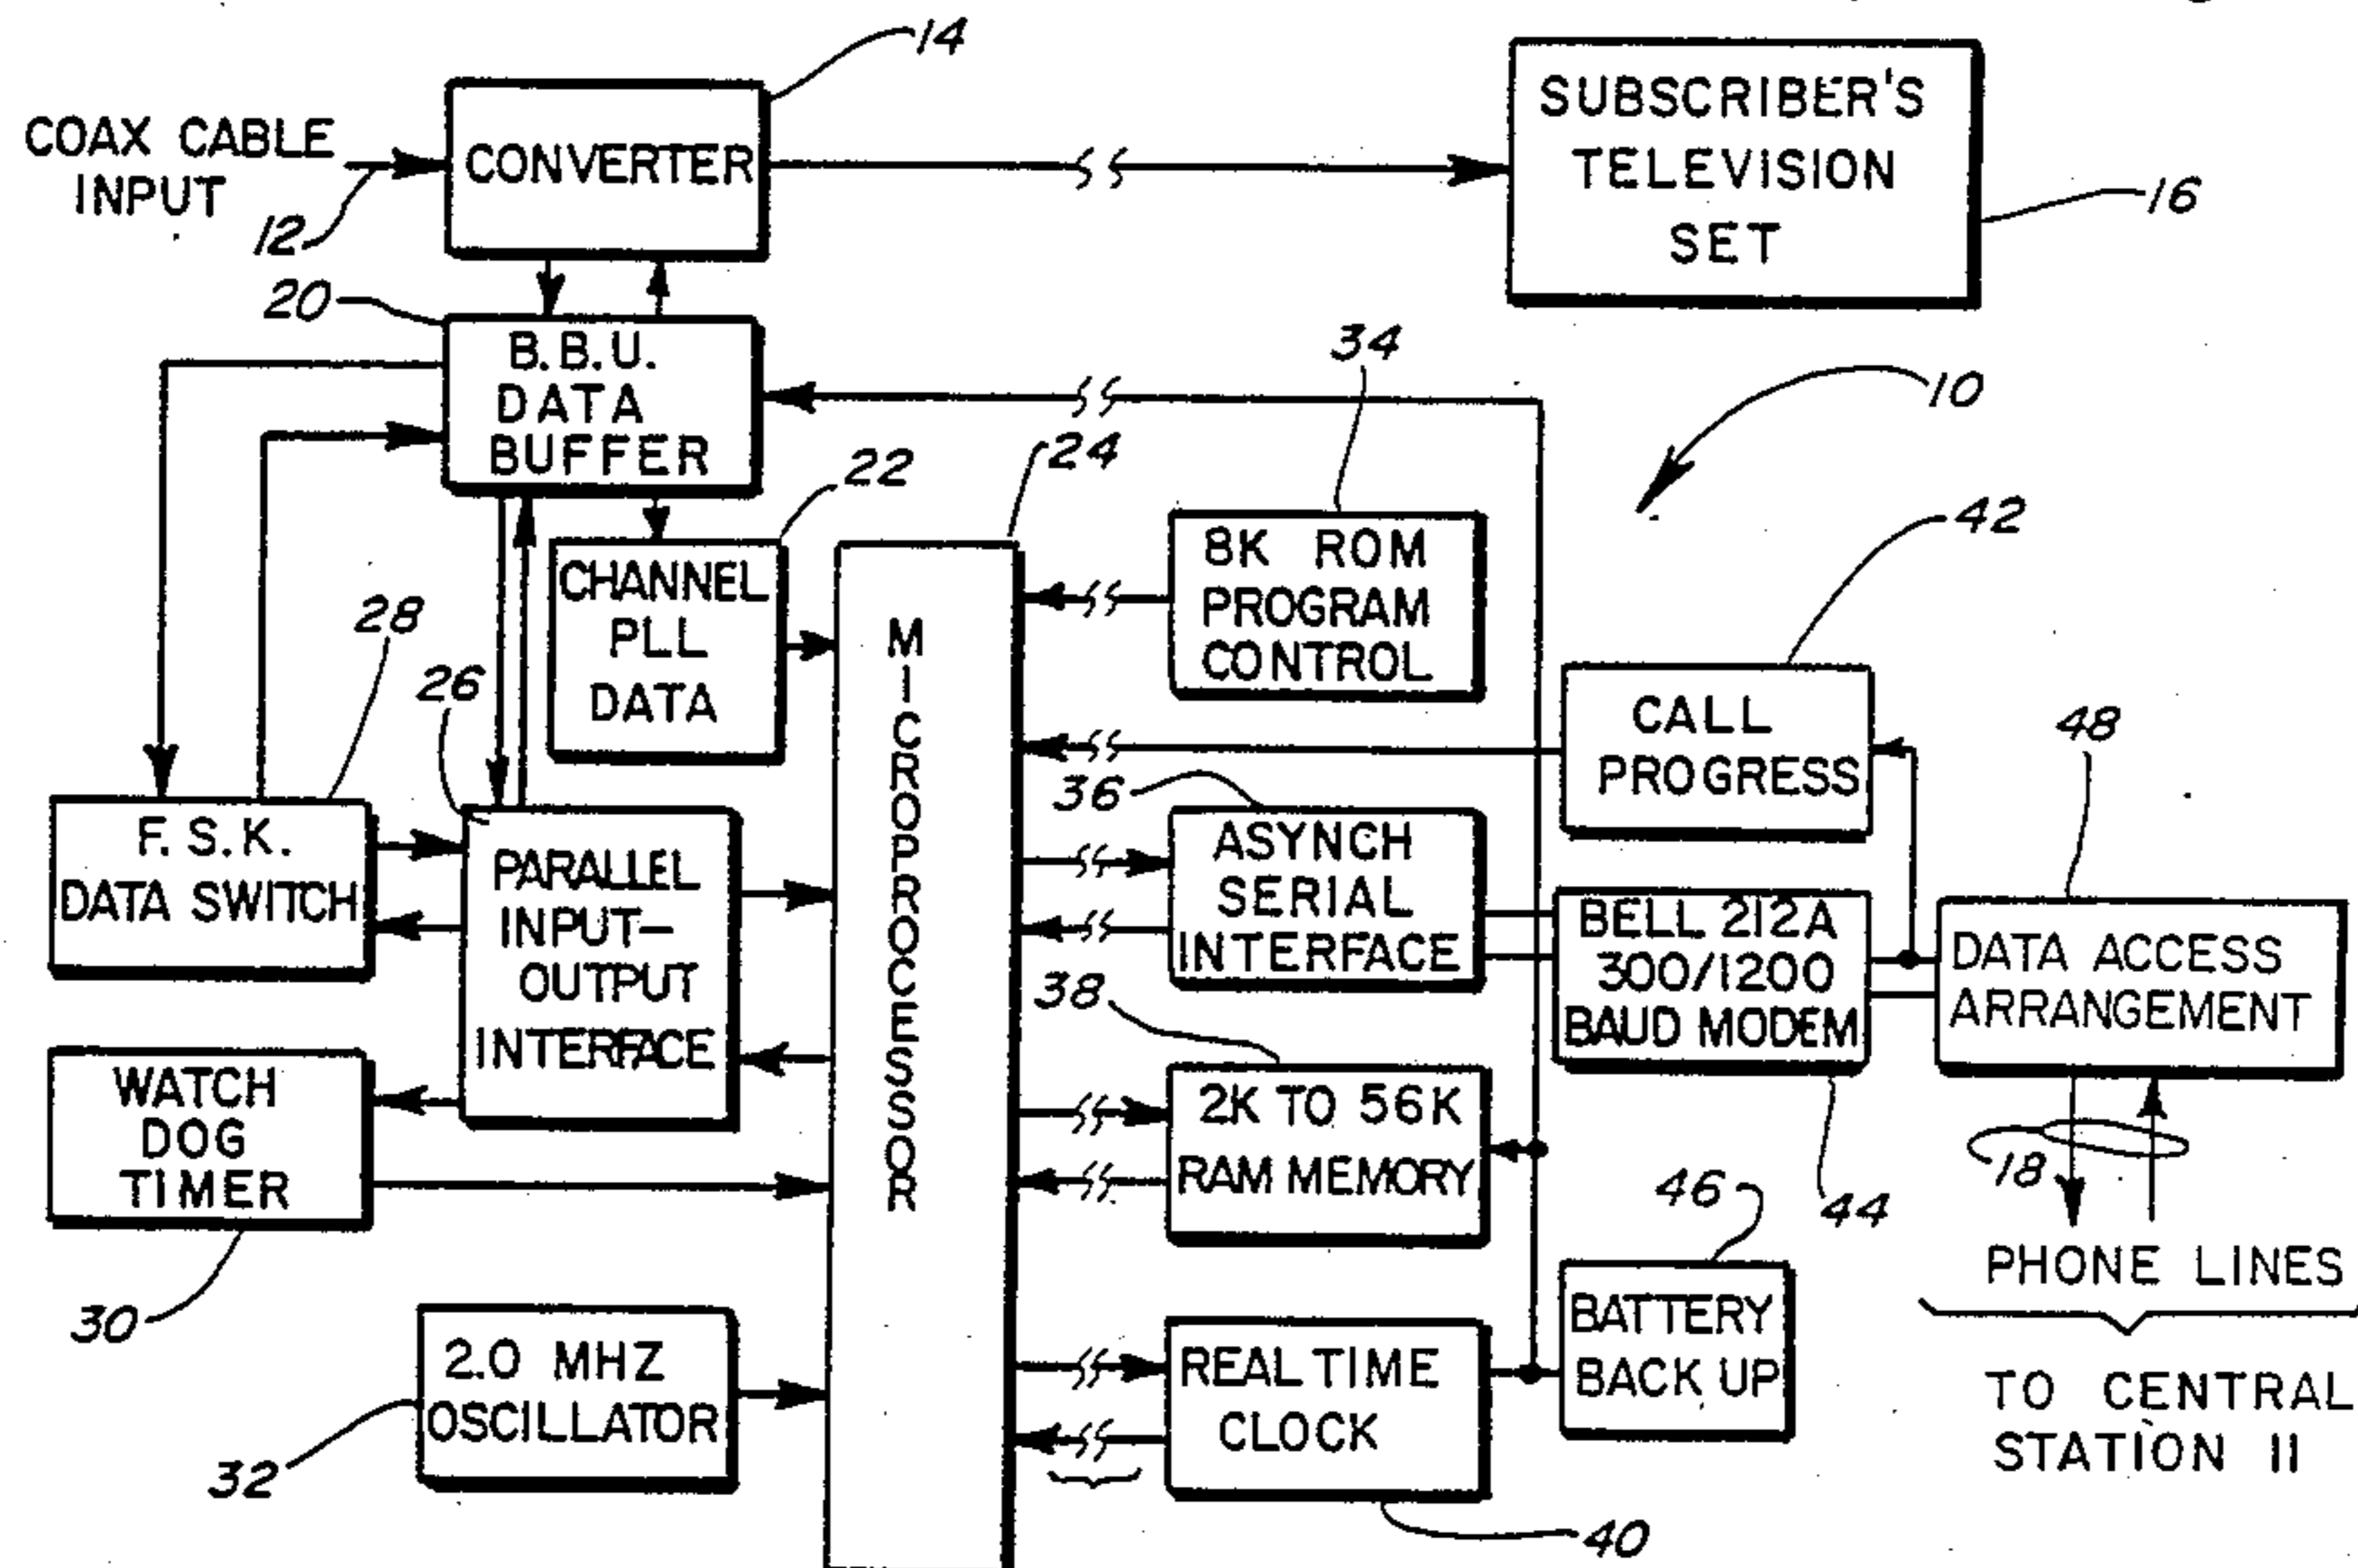 14
COAX CABLE
INPUT
12
CONVERTER
SUBSCRIBER'S
TELEVISION
SET
16
20
B.B.U.
DATA
BUFFER
34
10
24
22
CHANNEL
PLL
DATA
8K ROM
PROGRAM
CONTROL
42
28
26
MICROPROCESSOR
CALL
PROGRESS
48
36
F.S.K.
DATA SWITCH
PARALLEL
INPUT-
OUTPUT
INTERFACE
ASYNCH
SERIAL
INTERFACE
BELL 212A
300/1200
BAUD MODEM
DATA ACCESS
ARRANGEMENT
38
WATCH
DOG
TIMER
2K TO 56K
RAM MEMORY
18
46
44
30
PHONE LINES
2.0 MHZ
OSCILLATOR
REAL TIME
CLOCK
BATTERY
BACK UP
TO CENTRAL
STATION 11
32
40